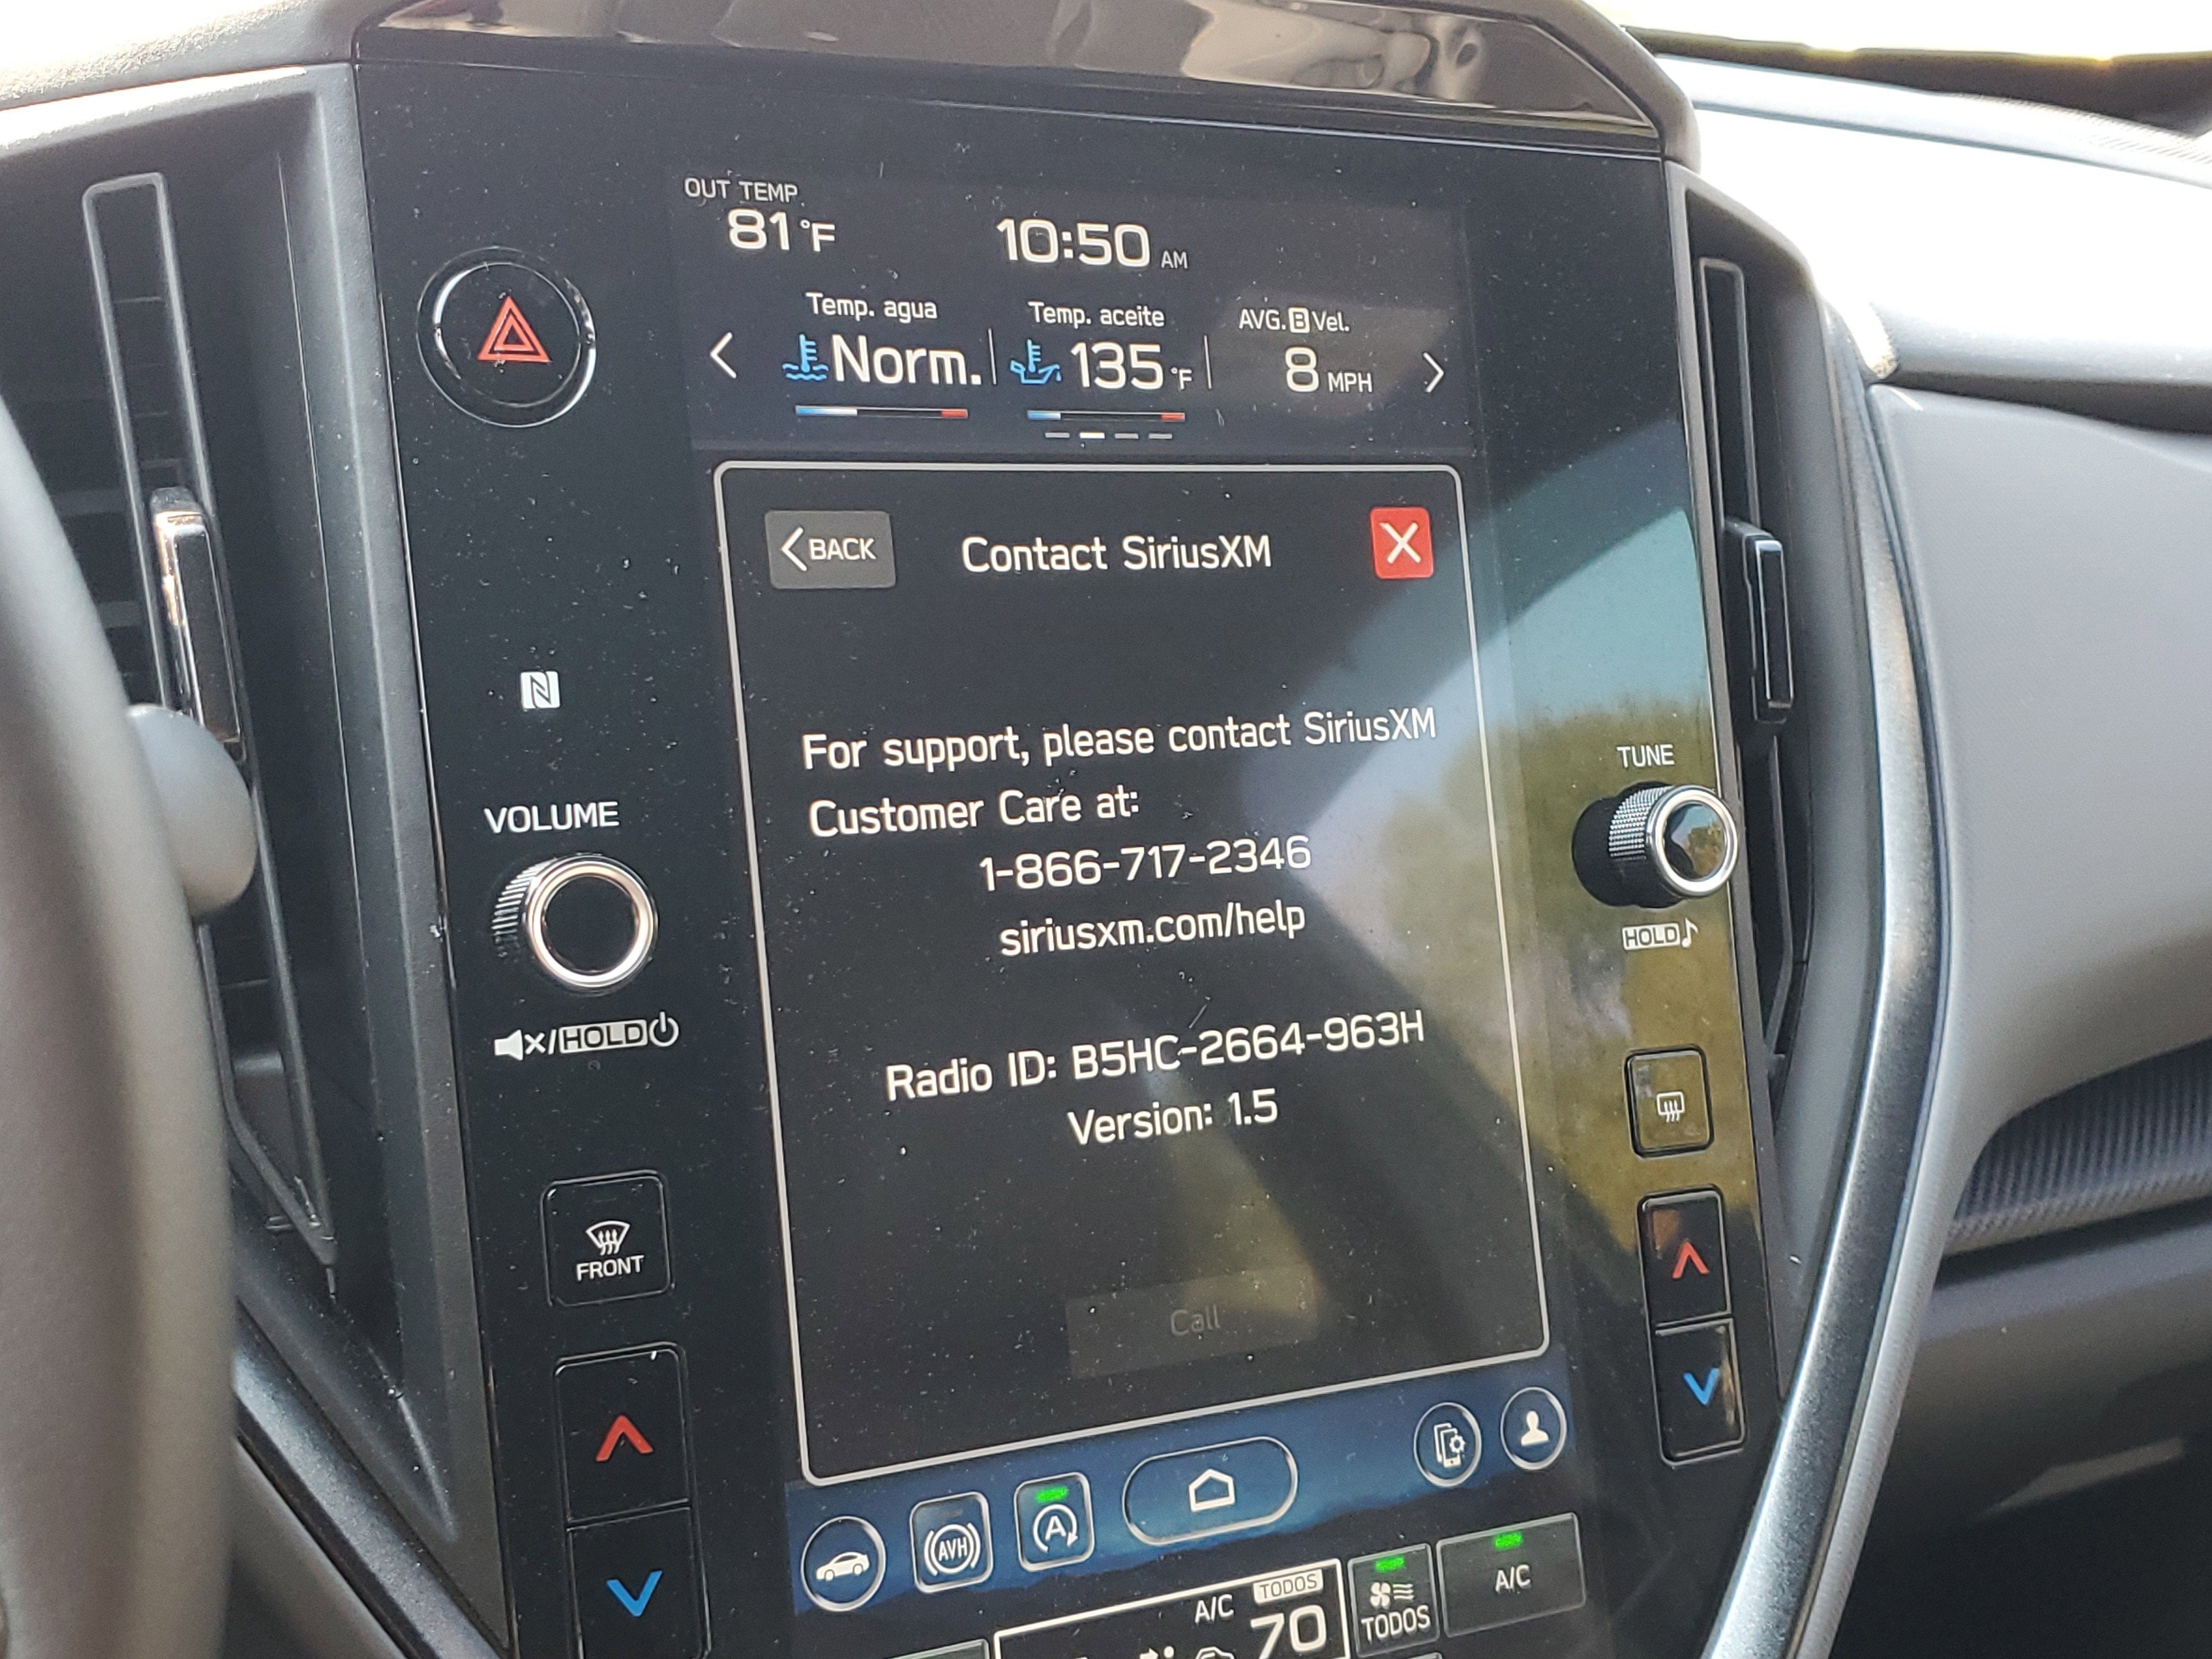 OUT TEMP.
81°F
10:50 AM
Temp. agua
Norm.
Temp. aceite
135°F
AVG. B Vel.
8 MPH
BACK
Contact SiriusXM
For support, please contact SiriusXM
Customer Care at:
1-866-717-2346
siriusxm.com/help
Radio ID: B5HC-2664-963H
Version: 1.5
Call
VOLUME
/HOLD
TUNE
HOLD
FRONT
AVH
A
A/C
TODOS
70
TODOS
A/C